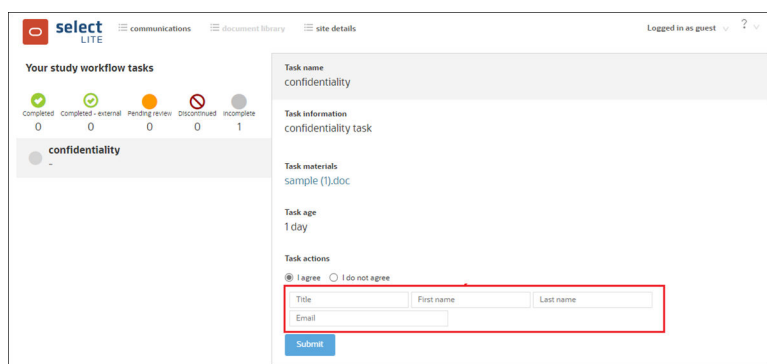 select
LITE
communications
document library
site details
Logged in as guest
?
Your study workflow tasks
Completed Completed - external Pending review Discontinued Incomplete
0 0 0 0 1
confidentiality
-
Task name
confidentiality
Task information
confidentiality task
Task materials
sample (1).doc
Task age
1 day
Task actions
I agree I do not agree
Title First name Last name
Email
Submit